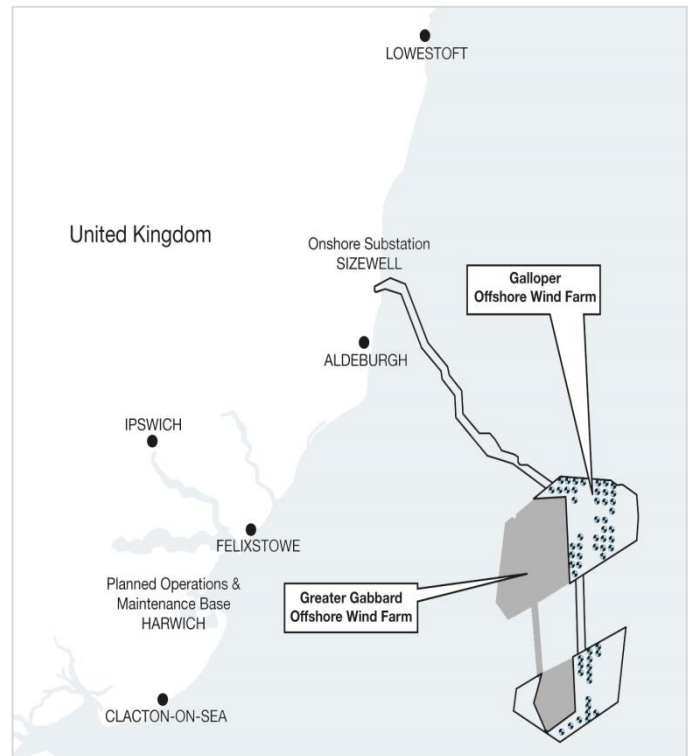 LOWESTOFT
United Kingdom
Onshore Substation
SIZEWELL
Galloper
Offshore Wind Farm
ALDEBURGH
IPSWICH
FELIXSTOWE
Planned Operations &
Maintenance Base
HARWICH
Greater Gabbard
Offshore Wind Farm
CLACTON-ON-SEA